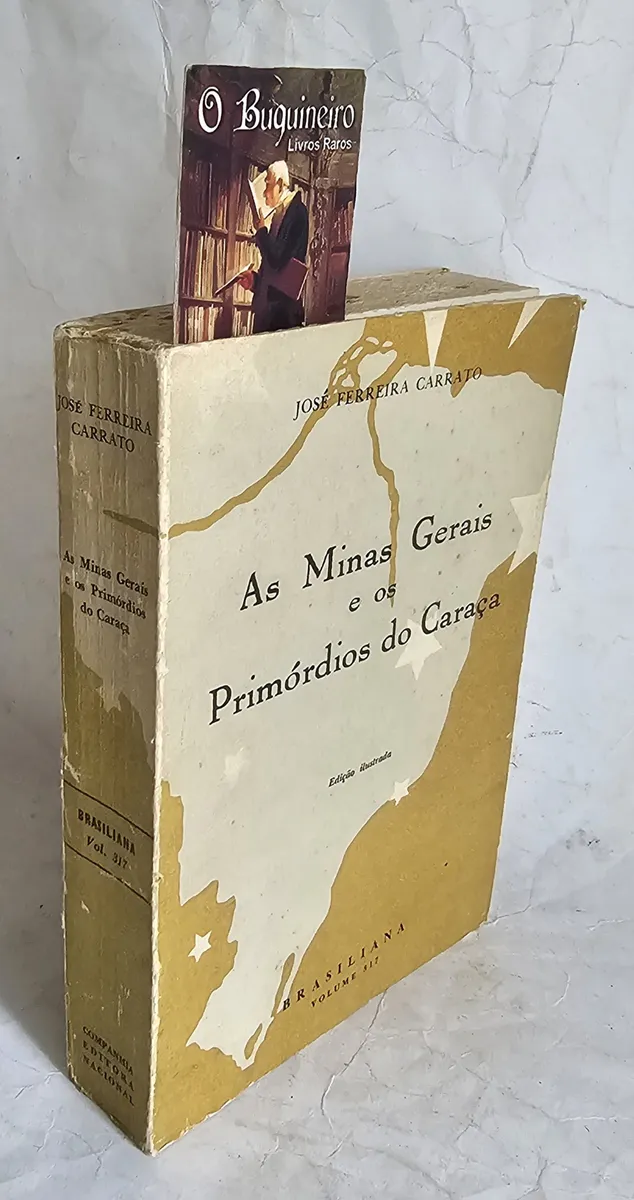 O Buquineiro
Livros Raros
JOSÉ FERREIRA
CARRATO
As Minas Gerais
e os Primórdios
do Caraça
BRASILIANA
Vol. 317
COMPANHIA
EDITORA
NACIONAL
JOSÉ FERREIRA CARRATO
As Minas Gerais
e os
Primórdios do Caraça
Edição ilustrada
BRASILIANA
VOLUME 317